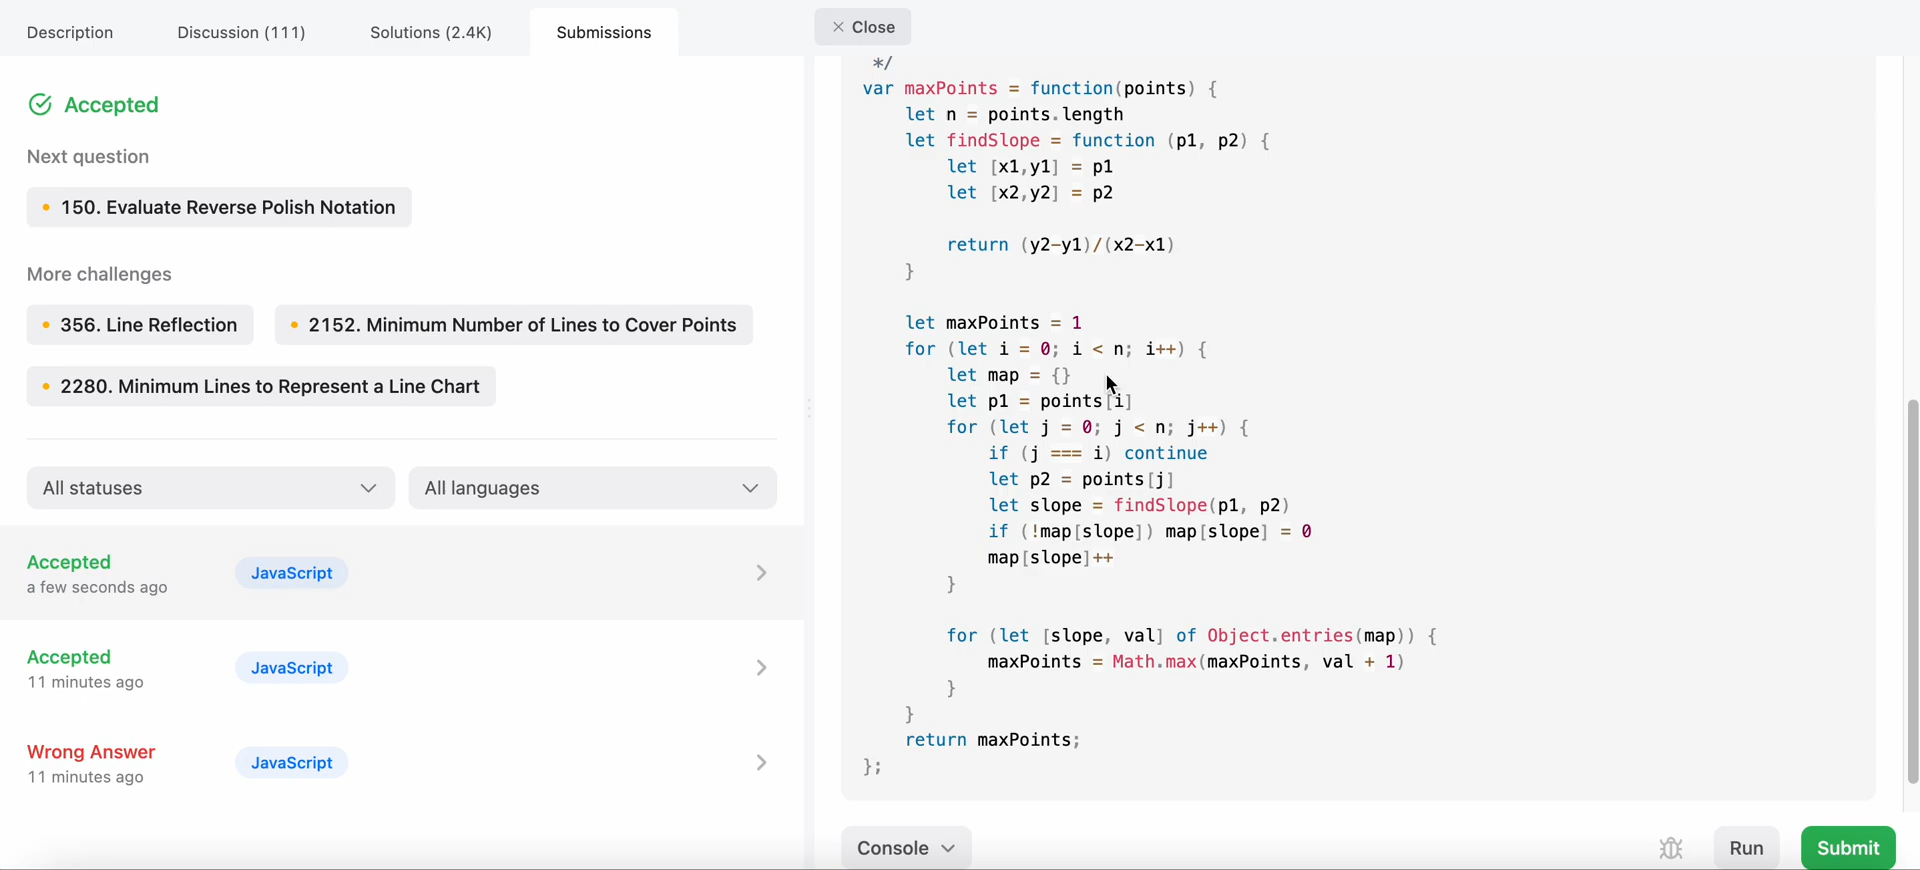 Description
Discussion (111)
Solutions (2.4K)
Submissions
Accepted
Next question
150. Evaluate Reverse Polish Notation
More challenges
356. Line Reflection
2152. Minimum Number of Lines to Cover Points
2280. Minimum Lines to Represent a Line Chart
All statuses
All languages
Accepted
a few seconds ago
JavaScript
Accepted
11 minutes ago
JavaScript
Wrong Answer
11 minutes ago
JavaScript
Close
*/
var maxPoints = function(points) {
    let n = points.length
    let findSlope = function (p1, p2) {
        let [x1,y1] = p1
        let [x2,y2] = p2

        return (y2-y1)/(x2-x1)
    }

    let maxPoints = 1
    for (let i = 0; i < n; i++) {
        let map = {}
        let p1 = points[i]
        for (let j = 0; j < n; j++) {
            if (j === i) continue
            let p2 = points[j]
            let slope = findSlope(p1, p2)
            if (!map[slope]) map[slope] = 0
            map[slope]++
        }

        for (let [slope, val] of Object.entries(map)) {
            maxPoints = Math.max(maxPoints, val + 1)
        }
    }
    return maxPoints;
};
Console
Run
Submit